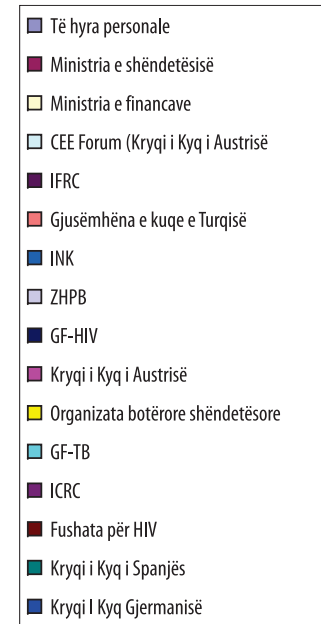 Të hyra personale
Ministria e shëndetësisë
Ministria e financave
CEE Forum (Kryqi i Kyq i Austrisë
IFRC
Gjusëmhëna e kuqe e Turqisë
INK
ZHPB
GF-HIV
Kryqi i Kyq i Austrisë
Organizata botërore shëndetësore
GF-TB
ICRC
Fushata për HIV
Kryqi i Kyq i Spanjës
Kryqi I Kyq Gjermanisë